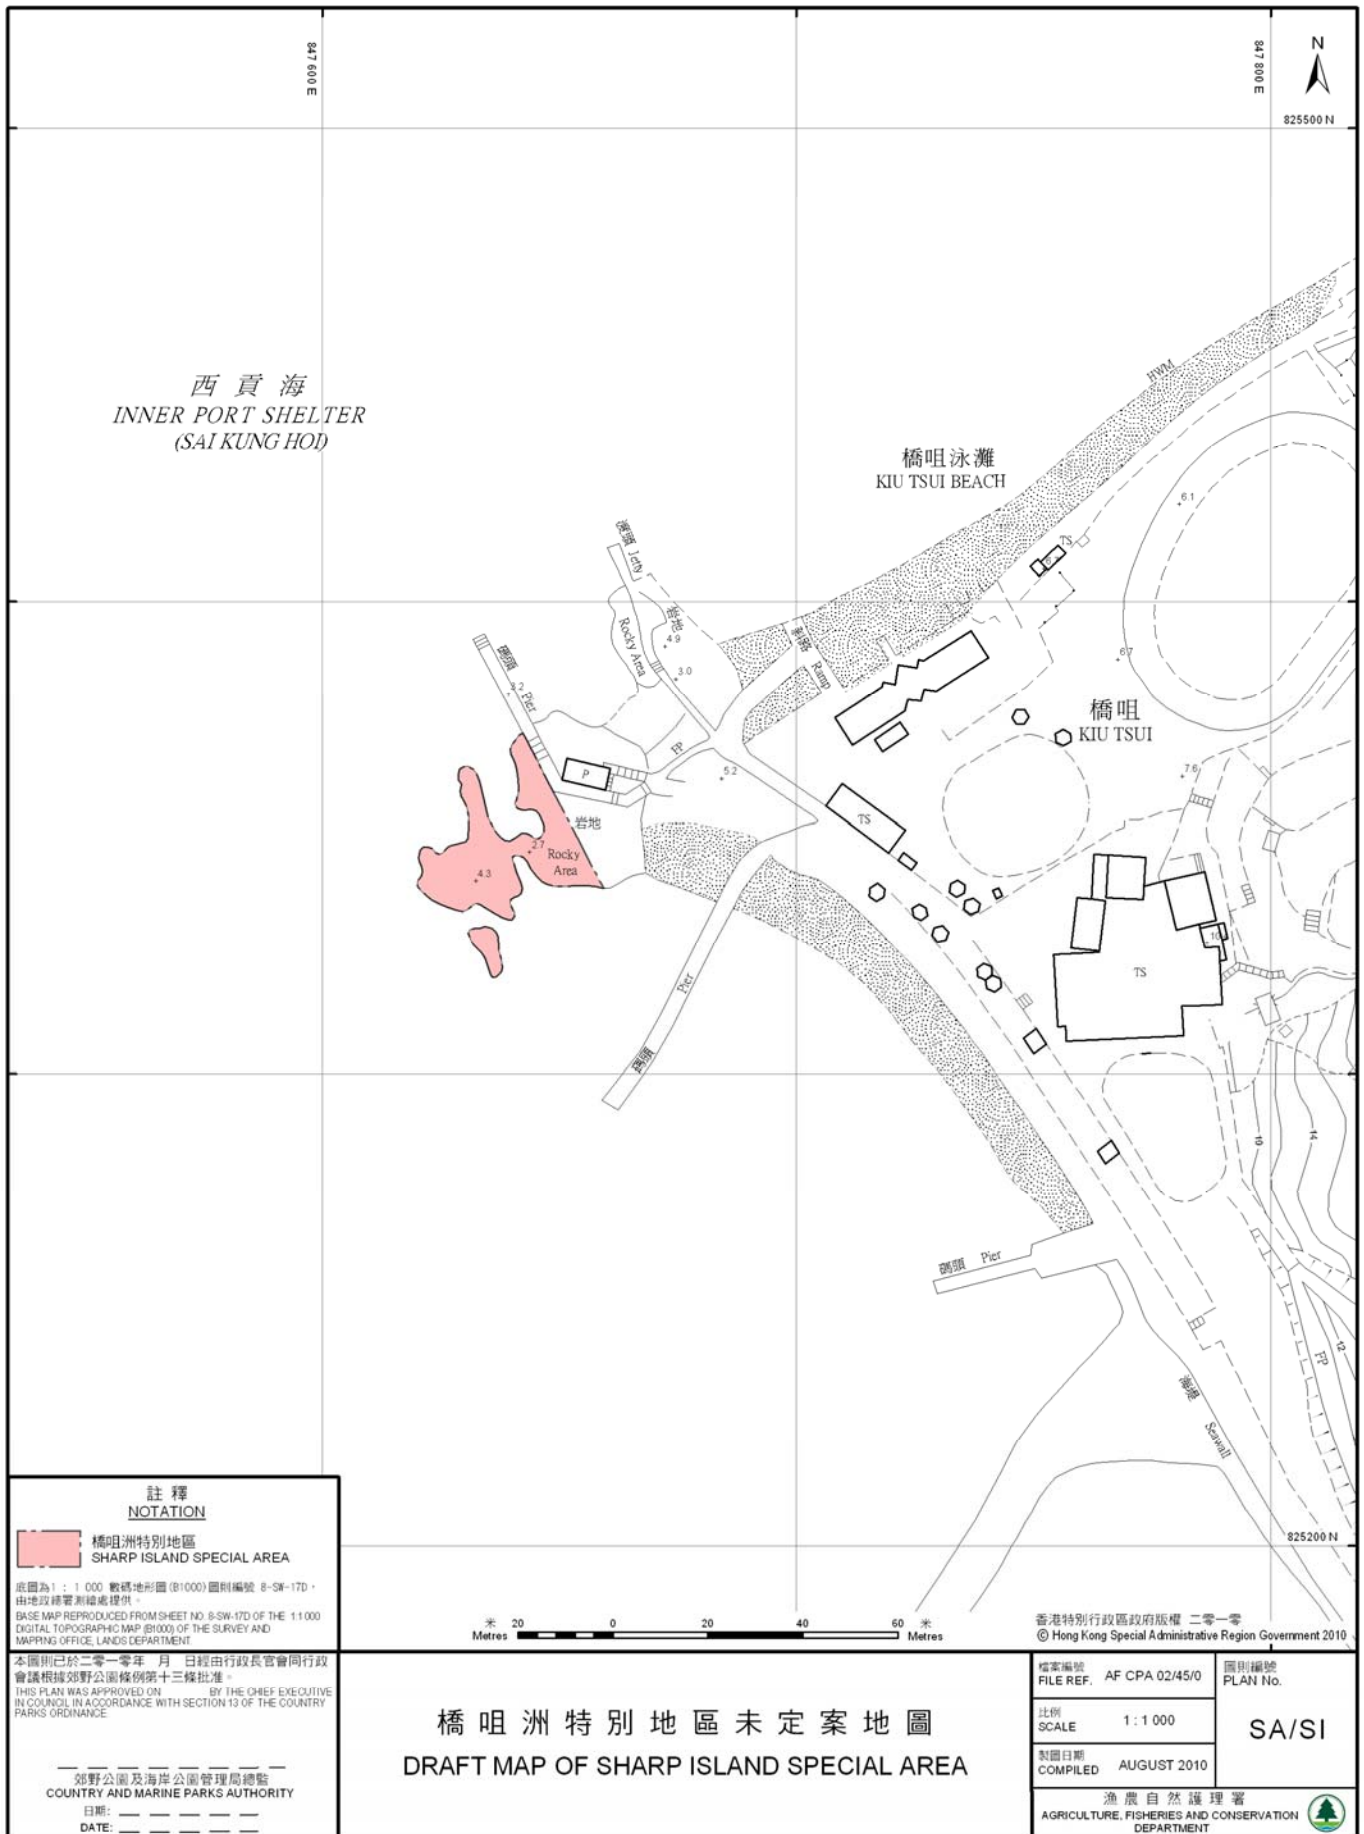 847 600 E
847 800 E
N
825500 N
西貢海
INNER PORT SHELTER
(SAI KUNG HOI)
HWM
橋咀泳灘
KIU TSUI BEACH
6.1
TS
Jetty
岩地
4.9
Rocky Area
3.0
斜路
Ramp
6.7
碼頭
Pier
3.2
橋咀
KIU TSUI
FP
P
5.2
7.6
岩地
TS
2.7
Rocky
Area
4.3
TS
Pier
碼頭
10
14
碼頭 Pier
12
FP
海堤
Seawall
825200 N
註釋
NOTATION
橋咀洲特別地區
SHARP ISLAND SPECIAL AREA
底圖為1 : 1 000 數碼地形圖(B1000)圖則編號 8-SW-17D,
由地政總署測繪處提供。
BASE MAP REPRODUCED FROM SHEET NO. 8-SW-17D OF THE 1:1 000
DIGITAL TOPOGRAPHIC MAP (B1000) OF THE SURVEY AND
MAPPING OFFICE, LANDS DEPARTMENT.
米 20 0 20 40 60 米
Metres Metres
香港特別行政區政府版權 二零一零
© Hong Kong Special Administrative Region Government 2010
本圖則已於二零一零年 月 日經由行政長官會同行政
會議根據郊野公園條例第十三條批准。
THIS PLAN WAS APPROVED ON BY THE CHIEF EXECUTIVE
IN COUNCIL IN ACCORDANCE WITH SECTION 13 OF THE COUNTRY
PARKS ORDINANCE.
郊野公園及海岸公園管理局總監
COUNTRY AND MARINE PARKS AUTHORITY
日期:
DATE:
橋咀洲特別地區未定案地圖
DRAFT MAP OF SHARP ISLAND SPECIAL AREA
檔案編號
FILE REF. AF CPA 02/45/0
圖則編號
PLAN No.
SA/SI
比例
SCALE 1 : 1 000
製圖日期
COMPILED AUGUST 2010
漁農自然護理署
AGRICULTURE, FISHERIES AND CONSERVATION
DEPARTMENT